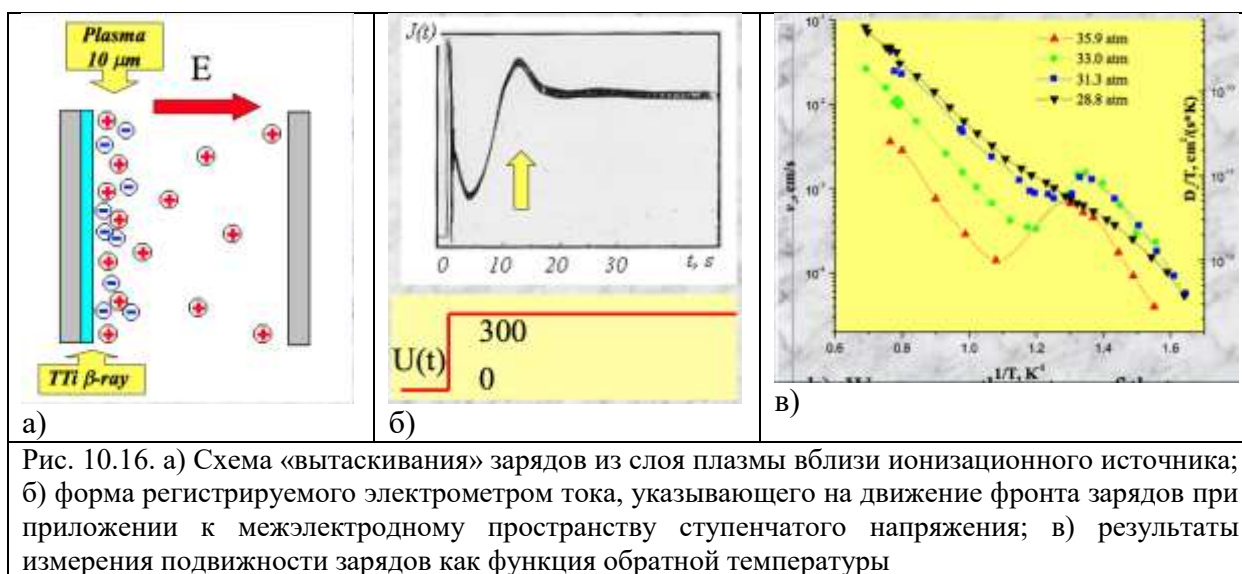 Plasma
10 µm
E
TTi β-ray
а)
J(t)
0 10 20 30 t, s
U(t)
300
0
б)
35.9 atm
33.0 atm
31.3 atm
28.8 atm
0.6 0.8 1.0 1.2 1.4 1.6
1/T, K⁻¹
в)
Рис. 10.16. а) Схема «вытаскивания» зарядов из слоя плазмы вблизи ионизационного источника;
б) форма регистрируемого электрометром тока, указывающего на движение фронта зарядов при
приложении к межэлектродному пространству ступенчатого напряжения; в) результаты
измерения подвижности зарядов как функция обратной температуры